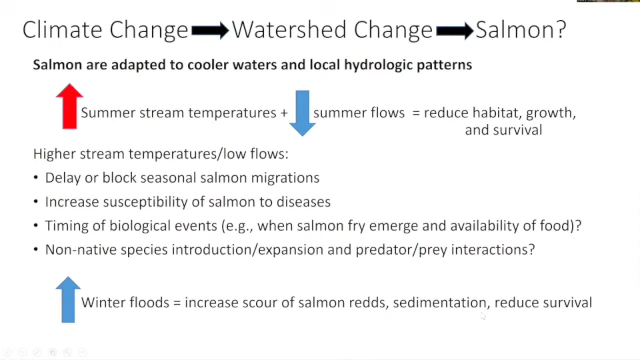 Climate Change Watershed Change Salmon?
Salmon are adapted to cooler waters and local hydrologic patterns
Summer stream temperatures + summer flows = reduce habitat, growth,
and survival
Higher stream temperatures/low flows:
• Delay or block seasonal salmon migrations
• Increase susceptibility of salmon to diseases
• Timing of biological events (e.g., when salmon fry emerge and availability of food)?
• Non-native species introduction/expansion and predator/prey interactions?
Winter floods = increase scour of salmon redds, sedimentation, reduce survival